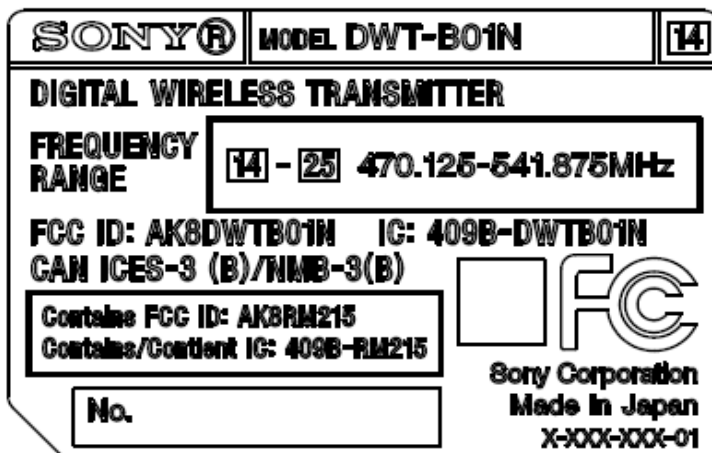 SONY® MODEL DWT-B01N 14
DIGITAL WIRELESS TRANSMITTER
FREQUENCY RANGE
14 - 25 470.125-541.875MHz
FCC ID: AK8DWTB01N IC: 409B-DWTB01N
CAN ICES-3 (B)/NMB-3(B)
Contains FCC ID: AK8RM215
Contains/Contient IC: 409B-RM215
FC
Sony Corporation
Made in Japan
No.
X-XXX-XXX-01